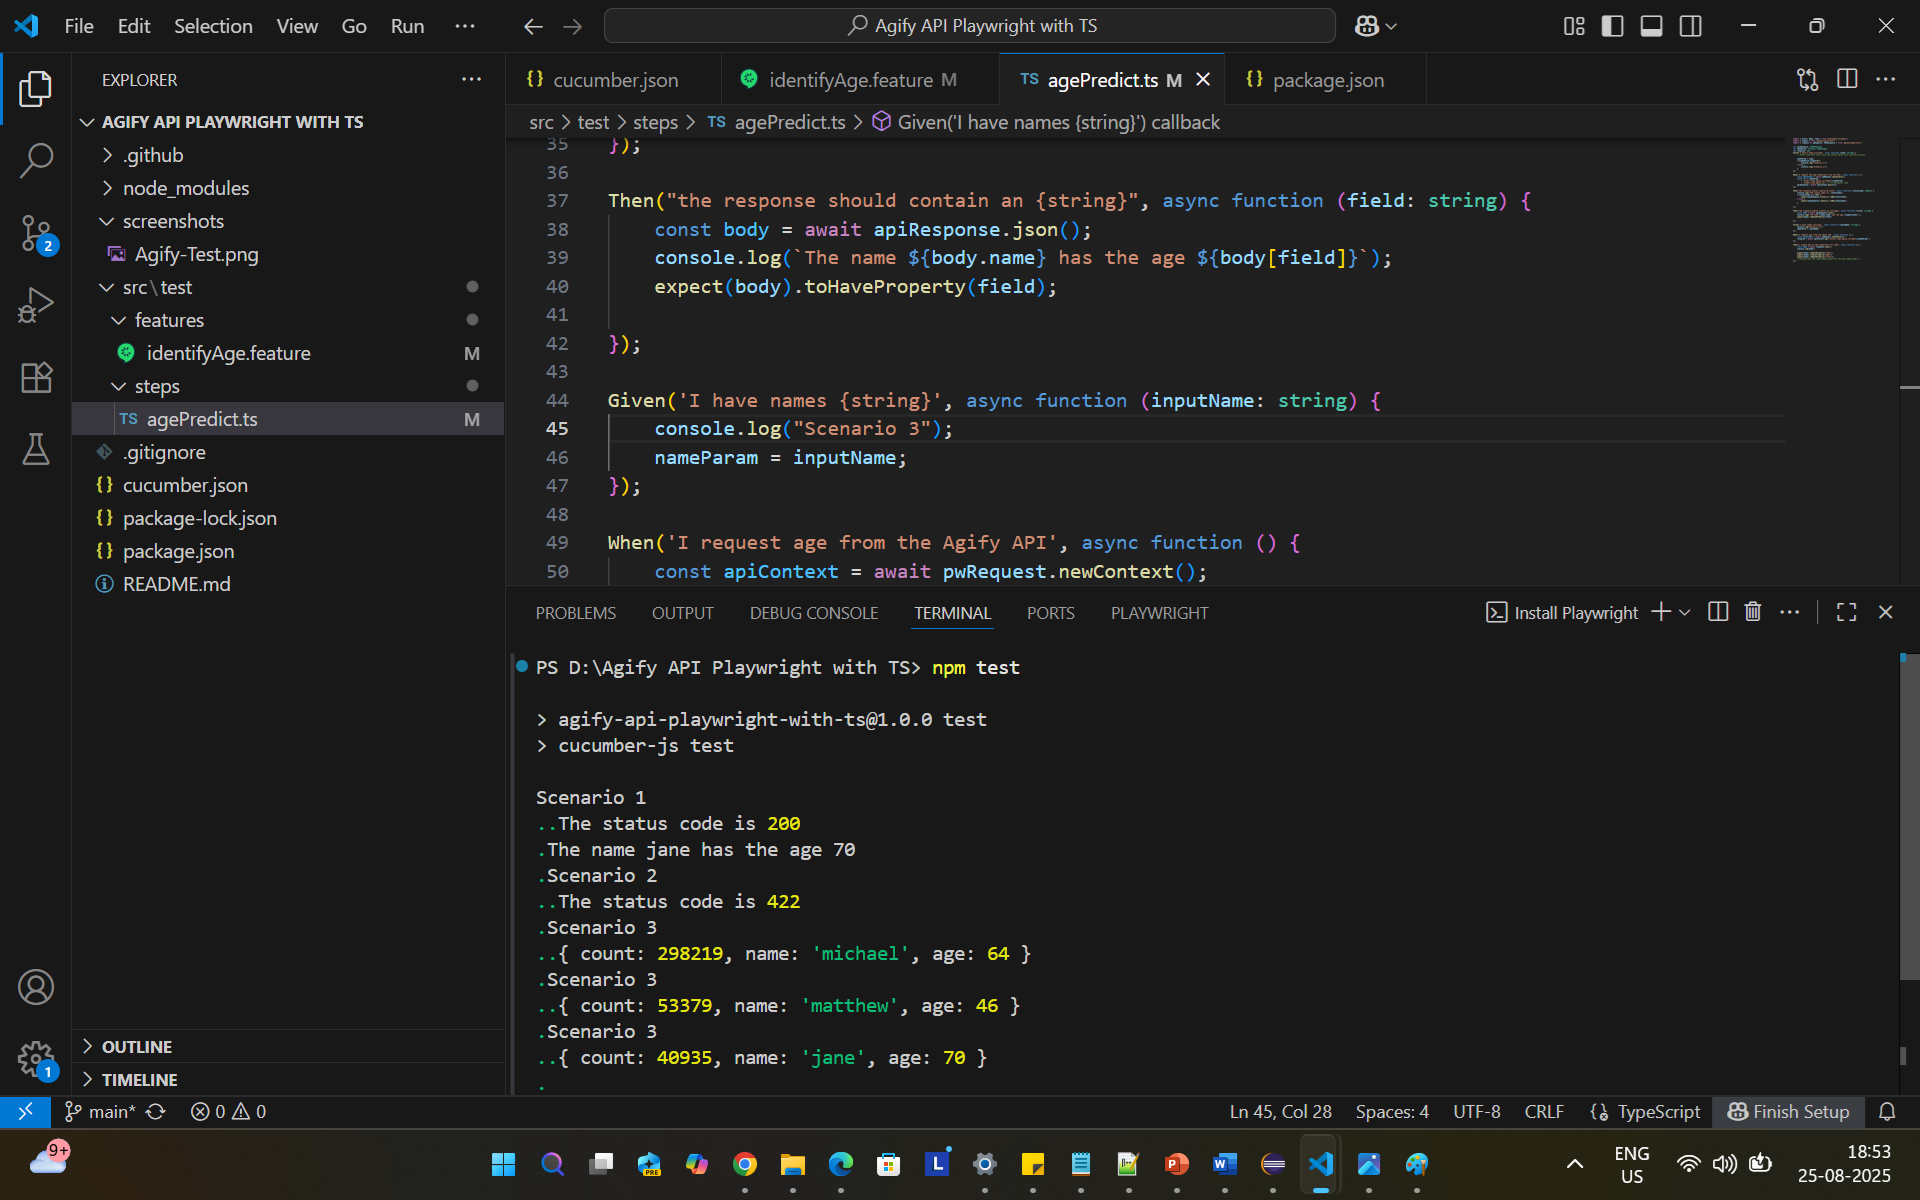 File Edit Selection View Go Run ···
Agify API Playwright with TS
EXPLORER
AGIFY API PLAYWRIGHT WITH TS
.github
node_modules
screenshots
Agify-Test.png
src\test
features
identifyAge.feature M
steps
TS agePredict.ts M
.gitignore
{} cucumber.json
{} package-lock.json
{} package.json
README.md
OUTLINE
TIMELINE
2
1
{} cucumber.json
identifyAge.feature M
TS agePredict.ts M
{} package.json
src > test > steps > TS agePredict.ts > Given('I have names {string}') callback
35 });
36
37 Then("the response should contain an {string}", async function (field: string) {
38 const body = await apiResponse.json();
39 console.log(`The name ${body.name} has the age ${body[field]}`);
40 expect(body).toHaveProperty(field);
41
42 });
43
44 Given('I have names {string}', async function (inputName: string) {
45 console.log("Scenario 3");
46 nameParam = inputName;
47 });
48
49 When('I request age from the Agify API', async function () {
50 const apiContext = await pwRequest.newContext();
PROBLEMS OUTPUT DEBUG CONSOLE TERMINAL PORTS PLAYWRIGHT
Install Playwright
PS D:\Agify API Playwright with TS> npm test
> agify-api-playwright-with-ts@1.0.0 test
> cucumber-js test
Scenario 1
..The status code is 200
.The name jane has the age 70
.Scenario 2
..The status code is 422
.Scenario 3
..{ count: 298219, name: 'michael', age: 64 }
.Scenario 3
..{ count: 53379, name: 'matthew', age: 46 }
.Scenario 3
..{ count: 40935, name: 'jane', age: 70 }
.
main* 0 0
Ln 45, Col 28 Spaces: 4 UTF-8 CRLF TypeScript Finish Setup
9+
PRE
L
ENG
US
18:53
25-08-2025